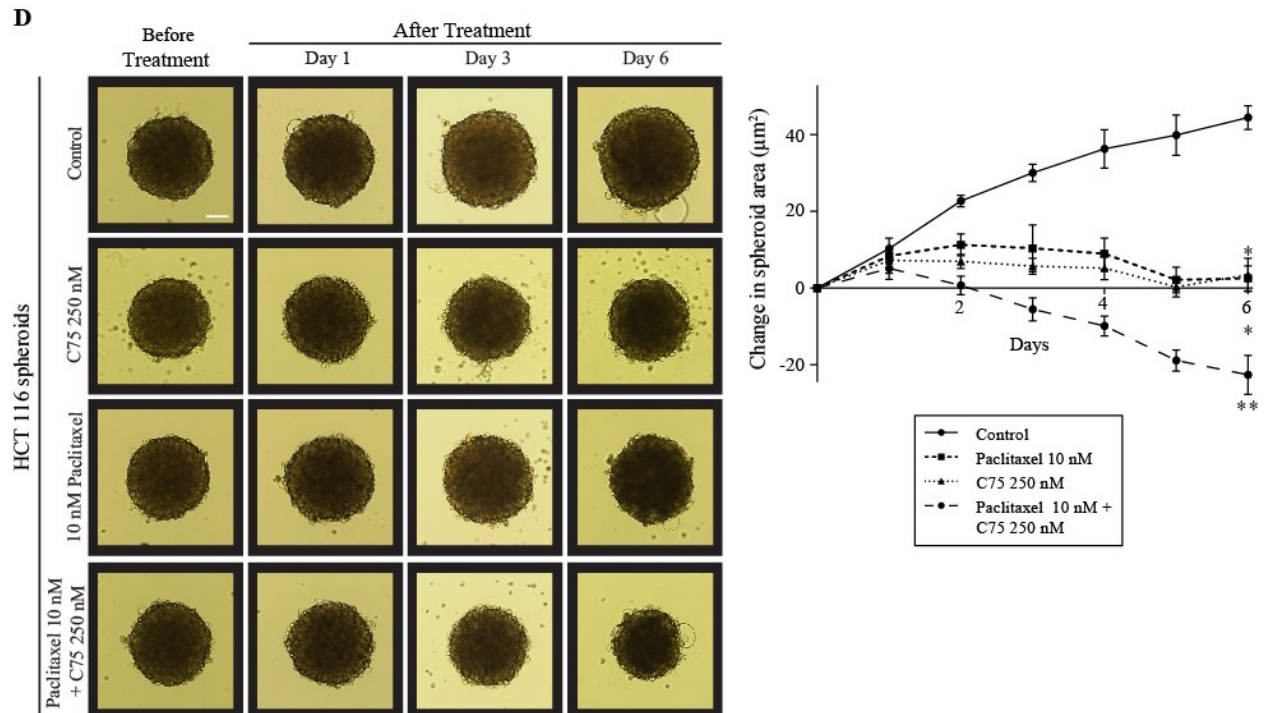 D
Before
Treatment
After Treatment
Day 1
Day 3
Day 6
HCT 116 spheroids
Control
C75 250 nM
10 nM Paclitaxel
Paclitaxel 10 nM
+ C75 250 nM
Change in spheroid area (µm²)
40
20
0
-20
2
4
6
Days
*
*
**
Control
Paclitaxel 10 nM
C75 250 nM
Paclitaxel 10 nM +
C75 250 nM